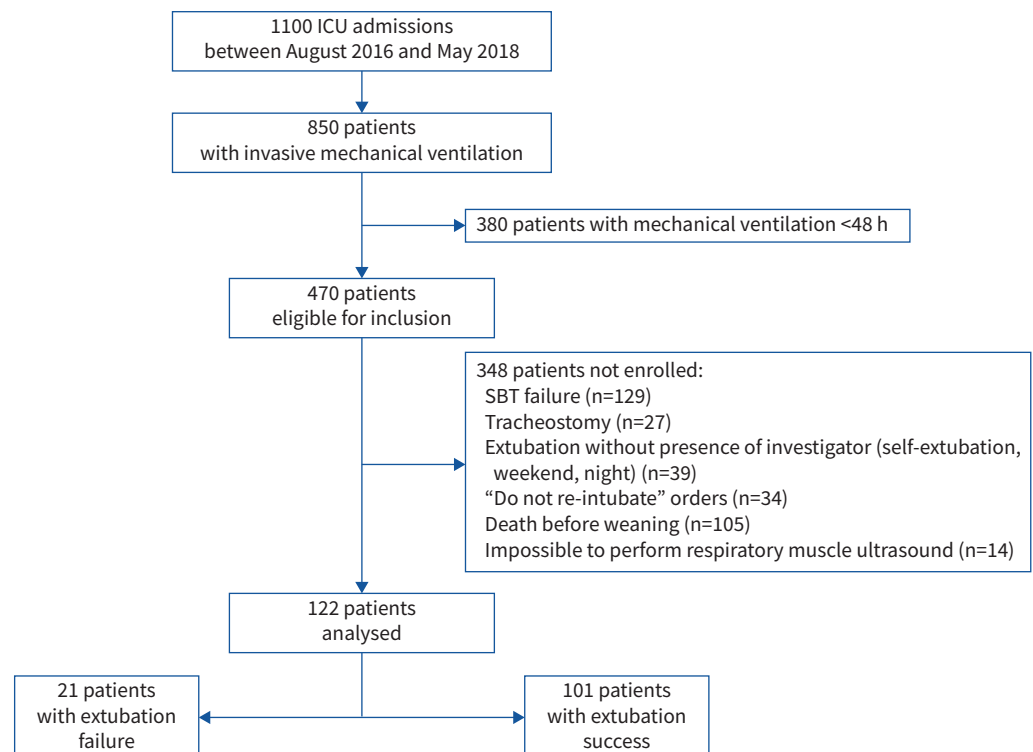 1100 ICU admissions
between August 2016 and May 2018
850 patients
with invasive mechanical ventilation
380 patients with mechanical ventilation <48 h
470 patients
eligible for inclusion
348 patients not enrolled:
SBT failure (n=129)
Tracheostomy (n=27)
Extubation without presence of investigator (self-extubation,
weekend, night) (n=39)
“Do not re-intubate” orders (n=34)
Death before weaning (n=105)
Impossible to perform respiratory muscle ultrasound (n=14)
122 patients
analysed
21 patients
with extubation
failure
101 patients
with extubation
success